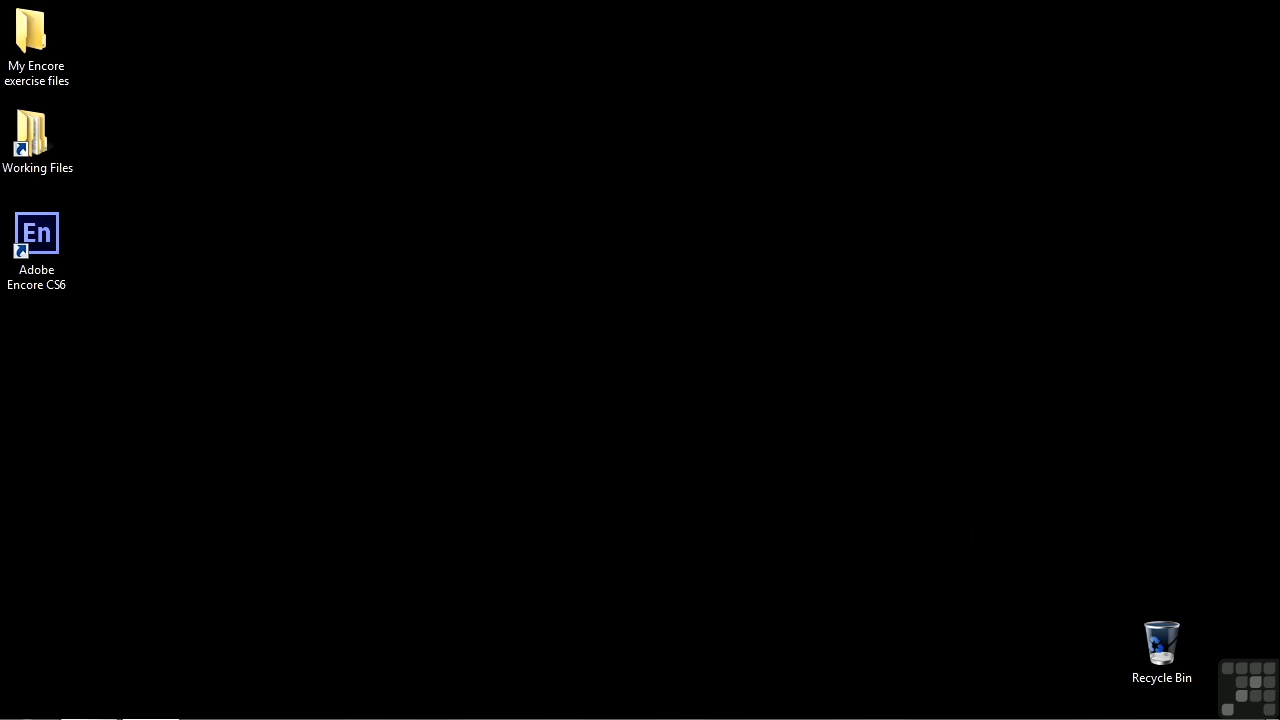 My Encore
exercise files
Working Files
En
Adobe
Encore CS6
Recycle Bin